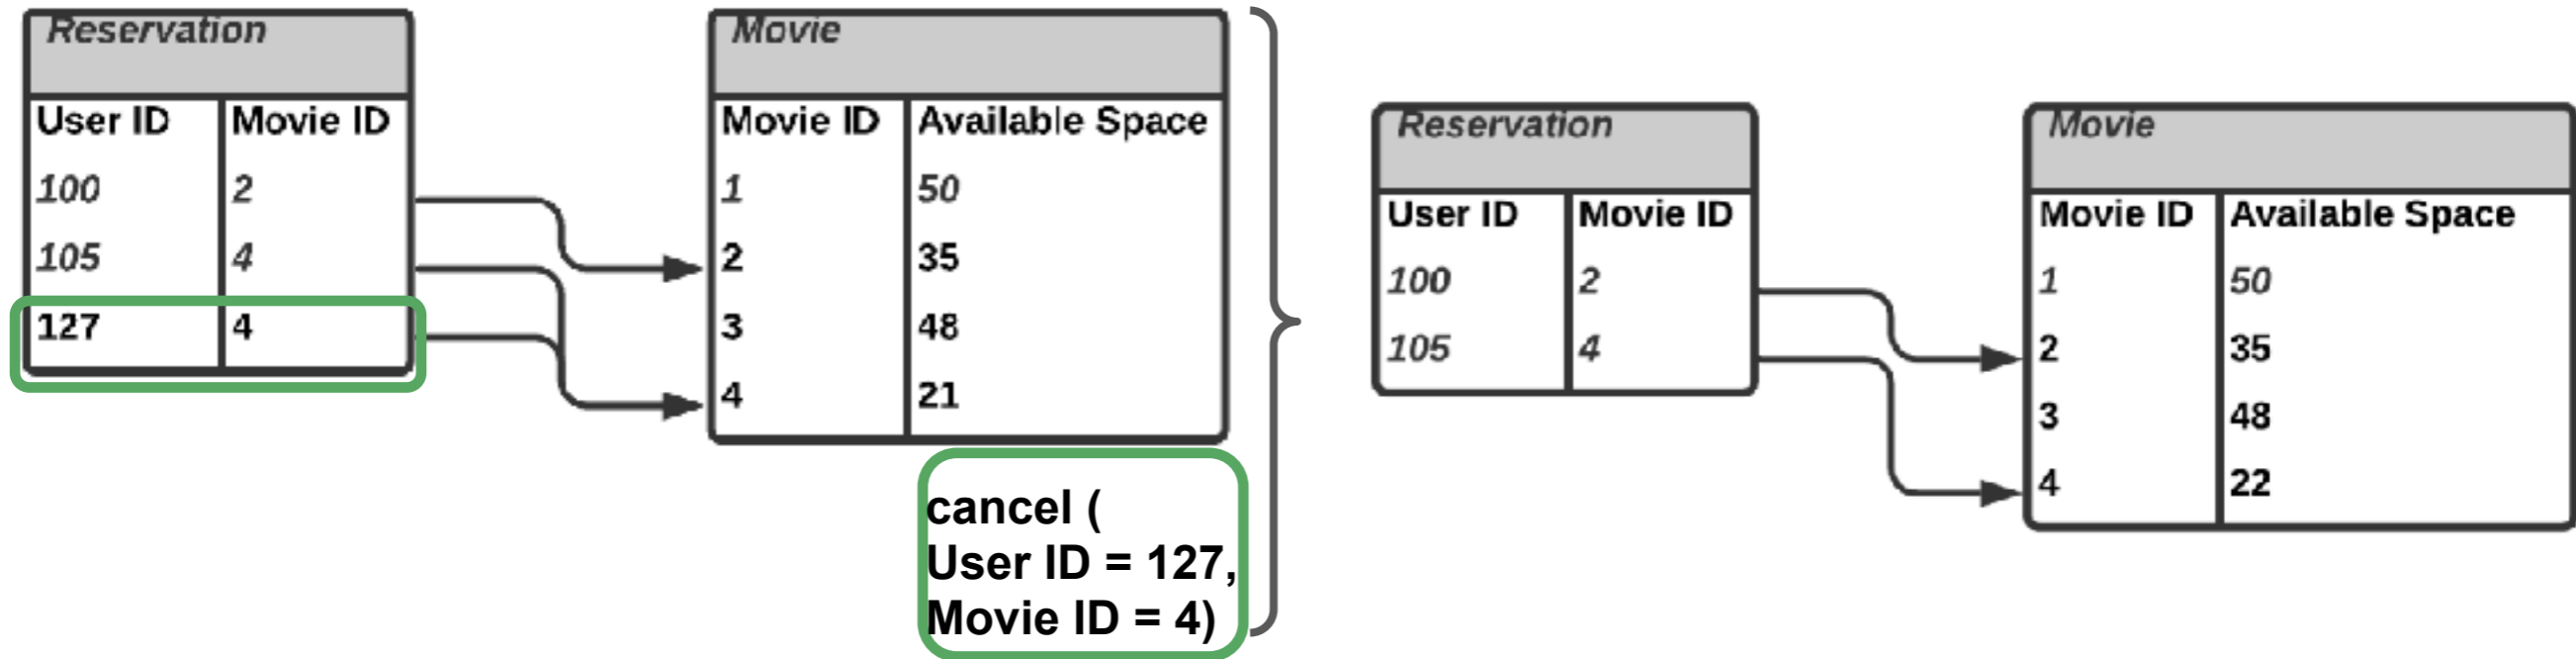 Reservation
User ID Movie ID
100 2
105 4
127 4
Movie
Movie ID Available Space
1 50
2 35
3 48
4 21
cancel (
User ID = 127,
Movie ID = 4)
Reservation
User ID Movie ID
100 2
105 4
Movie
Movie ID Available Space
1 50
2 35
3 48
4 22